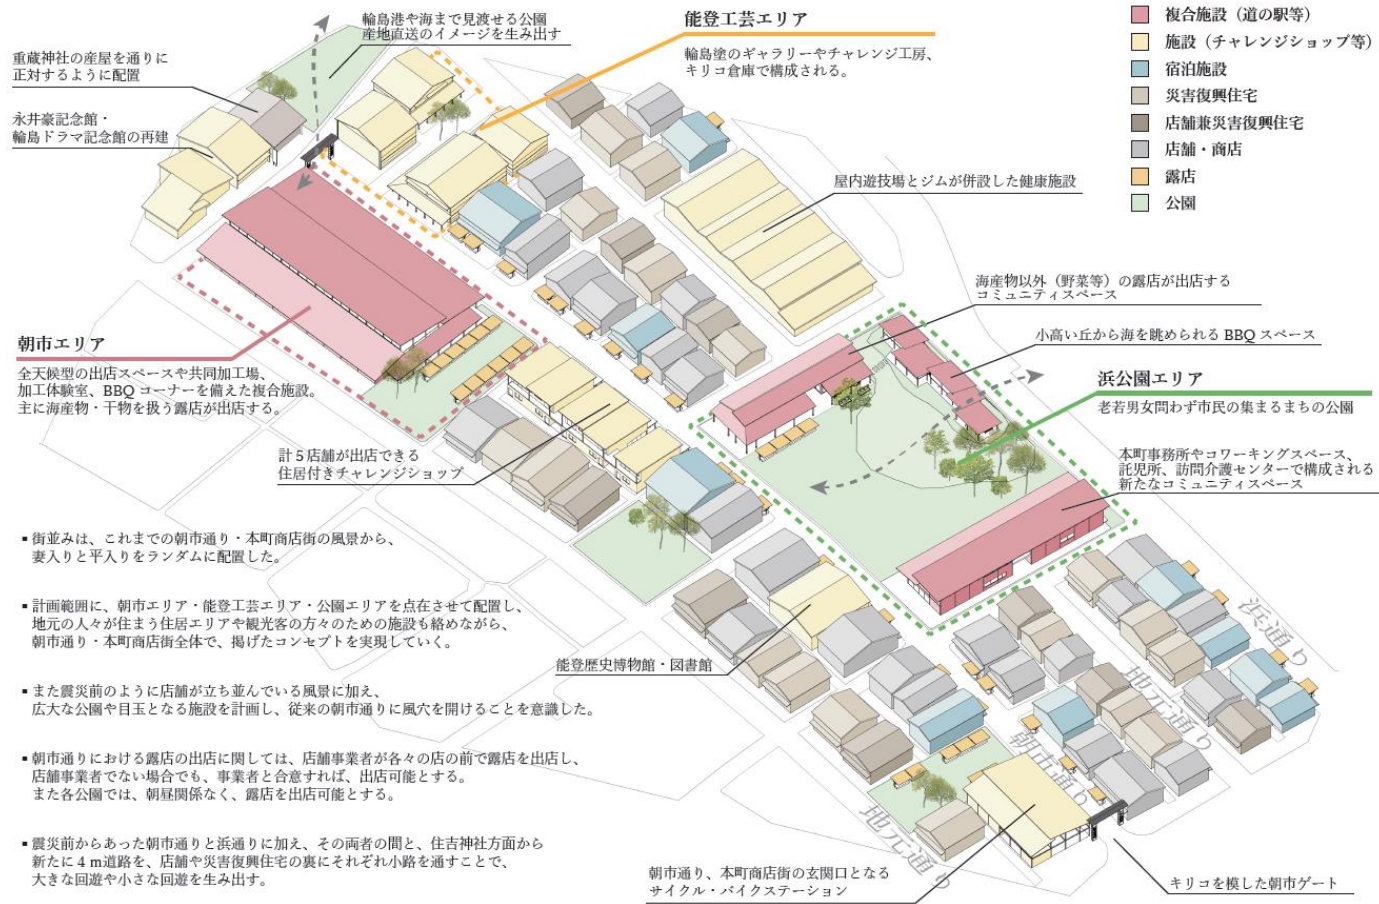 輪島港や海まで見渡せる公園
産地直送のイメージを生み出す
能登工芸エリア
輪島塗のギャラリーやチャレンジ工房、
キリコ倉庫で構成される。
重蔵神社の産屋を通りに
正対するように配置
永井豪記念館・
輪島ドラマ記念館の再建
複合施設（道の駅等）
施設（チャレンジショップ等）
宿泊施設
災害復興住宅
店舗兼災害復興住宅
店舗・商店
露店
公園
屋内遊技場とジムが併設した健康施設
海産物以外（野菜等）の露店が出店する
コミュニティスペース
小高い丘から海を眺められる BBQ スペース
朝市エリア
全天候型の出店スペースや共同加工場、
加工体験室、BBQ コーナーを備えた複合施設。
主に海産物・干物を扱う露店が出店する。
浜公園エリア
老若男女問わず市民の集まるまちの公園
計５店舗が出店できる
住居付きチャレンジショップ
本町事務所やコワーキングスペース、
託児所、訪問介護センターで構成される
新たなコミュニティスペース
▪ 街並みは、これまでの朝市通り・本町商店街の風景から、
妻入りと平入りをランダムに配置した。
▪ 計画範囲に、朝市エリア・能登工芸エリア・公園エリアを点在させて配置し、
地元の人々が住まう住居エリアや観光客の方々のための施設も絡めながら、
朝市通り・本町商店街全体で、掲げたコンセプトを実現していく。
能登歴史博物館・図書館
▪ また震災前のように店舗が立ち並んでいる風景に加え、
広大な公園や目玉となる施設を計画し、従来の朝市通りに風穴を開けることを意識した。
▪ 朝市通りにおける露店の出店に関しては、店舗事業者が各々の店の前で露店を出店し、
店舗事業者でない場合でも、事業者と合意すれば、出店可能とする。
また各公園では、朝昼関係なく、露店を出店可能とする。
▪ 震災前からあった朝市通りと浜通りに加え、その両者の間と、住吉神社方面から
新たに４ｍ道路を、店舗や災害復興住宅の裏にそれぞれ小路を通すことで、
大きな回遊や小さな回遊を生み出す。
浜通り
地元通り
朝市通り
地元通り
朝市通り、本町商店街の玄関口となる
サイクル・バイクステーション
キリコを模した朝市ゲート